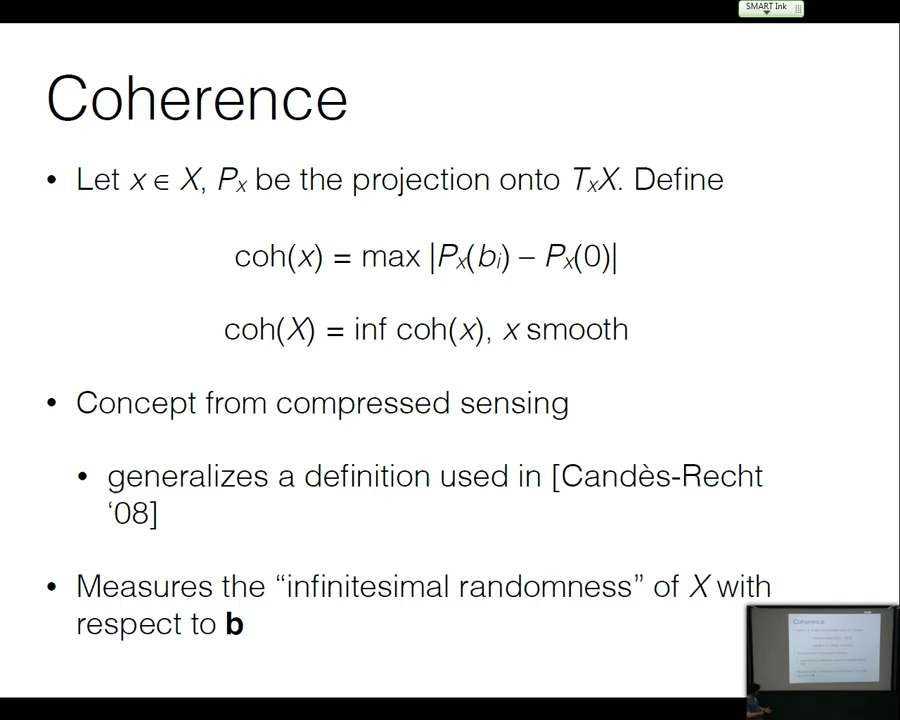 SMART Ink
Coherence
• Let x ∈ X, Pₓ be the projection onto TₓX. Define
coh(x) = max |Pₓ(bᵢ) – Pₓ(0)|
coh(X) = inf coh(x), x smooth
• Concept from compressed sensing
• generalizes a definition used in [Candès-Recht
‘08]
• Measures the “infinitesimal randomness” of X with
respect to b
Coherence